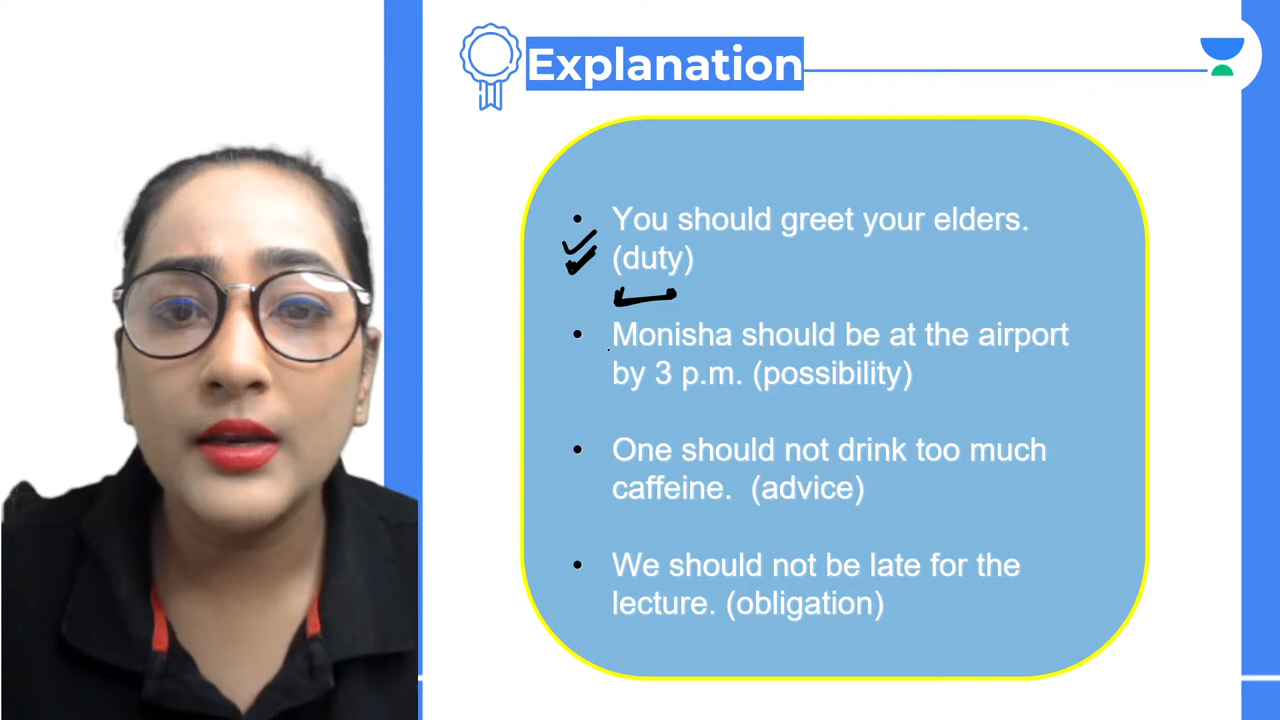 Explanation
• You should greet your elders.
(duty)
• Monisha should be at the airport
by 3 p.m. (possibility)
• One should not drink too much
caffeine. (advice)
• We should not be late for the
lecture. (obligation)